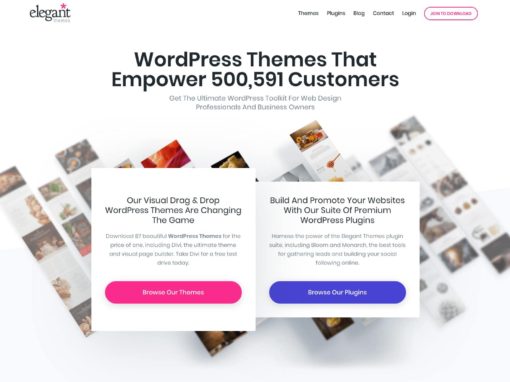 elegant
themes
Themes Plugins Blog Contact Login JOIN TO DOWNLOAD
WordPress Themes That
Empower 500,591 Customers
Get The Ultimate WordPress Toolkit For Web Design
Professionals And Business Owners
Our Visual Drag & Drop
WordPress Themes Are Changing
The Game
Download 87 beautiful WordPress Themes for the
price of one, including Divi, the ultimate theme
and visual page builder. Take Divi for a free test
drive today.
Browse Our Themes
Build And Promote Your Websites
With Our Suite Of Premium
WordPress Plugins
Harness the power of the Elegant Themes plugin
suite, including Bloom and Monarch, the best tools
for gathering leads and building your social
following online.
Browse Our Plugins